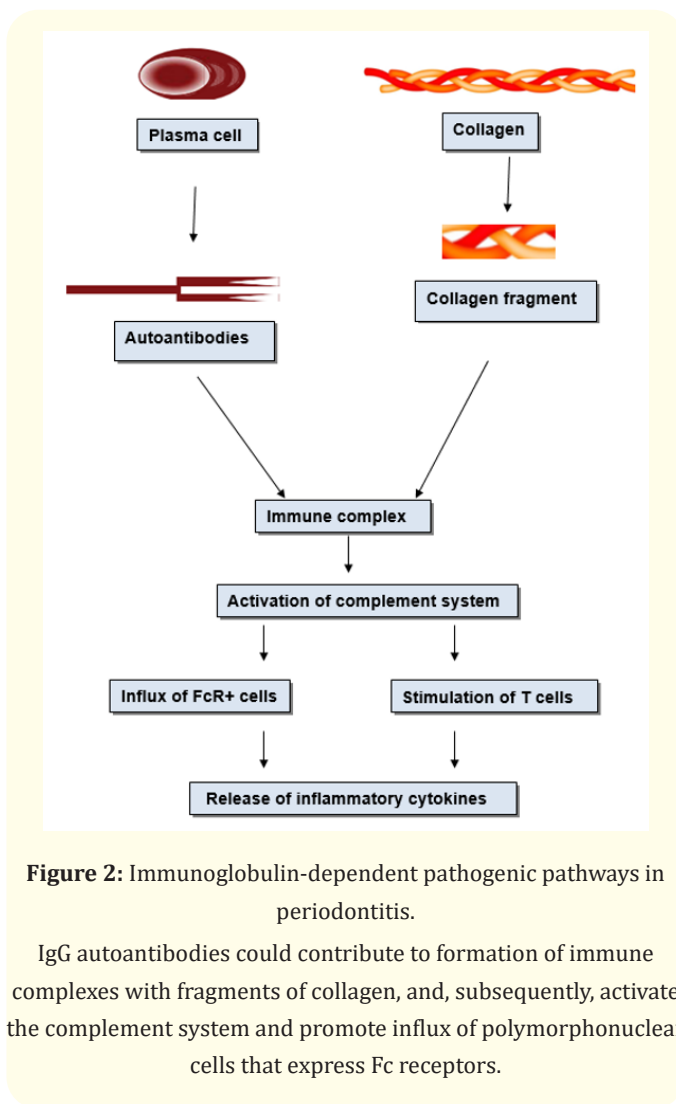 Plasma cell
Collagen
Collagen fragment
Autoantibodies
Immune complex
Activation of complement system
Influx of FcR+ cells
Stimulation of T cells
Release of inflammatory cytokines
Figure 2: Immunoglobulin-dependent pathogenic pathways in
periodontitis.
IgG autoantibodies could contribute to formation of immune
complexes with fragments of collagen, and, subsequently, activate
the complement system and promote influx of polymorphonuclear
cells that express Fc receptors.